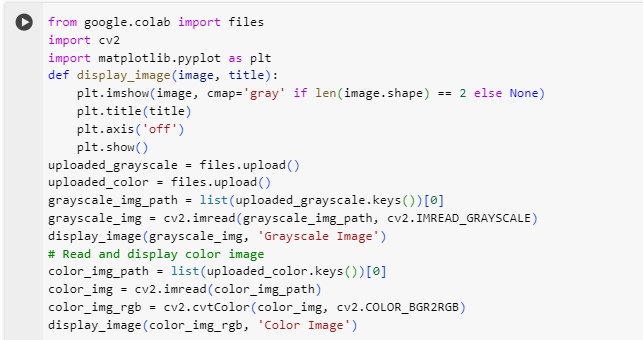 from google.colab import files
import cv2
import matplotlib.pyplot as plt
def display_image(image, title):
    plt.imshow(image, cmap='gray' if len(image.shape) == 2 else None)
    plt.title(title)
    plt.axis('off')
    plt.show()
uploaded_grayscale = files.upload()
uploaded_color = files.upload()
grayscale_img_path = list(uploaded_grayscale.keys())[0]
grayscale_img = cv2.imread(grayscale_img_path, cv2.IMREAD_GRAYSCALE)
display_image(grayscale_img, 'Grayscale Image')
# Read and display color image
color_img_path = list(uploaded_color.keys())[0]
color_img = cv2.imread(color_img_path)
color_img_rgb = cv2.cvtColor(color_img, cv2.COLOR_BGR2RGB)
display_image(color_img_rgb, 'Color Image')